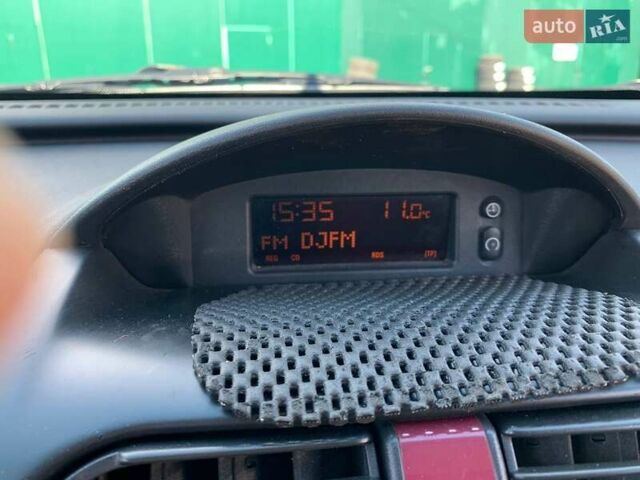 auto RIA.com
15:35 11.0°C
FM DJFM
REG CD RDS [TP]